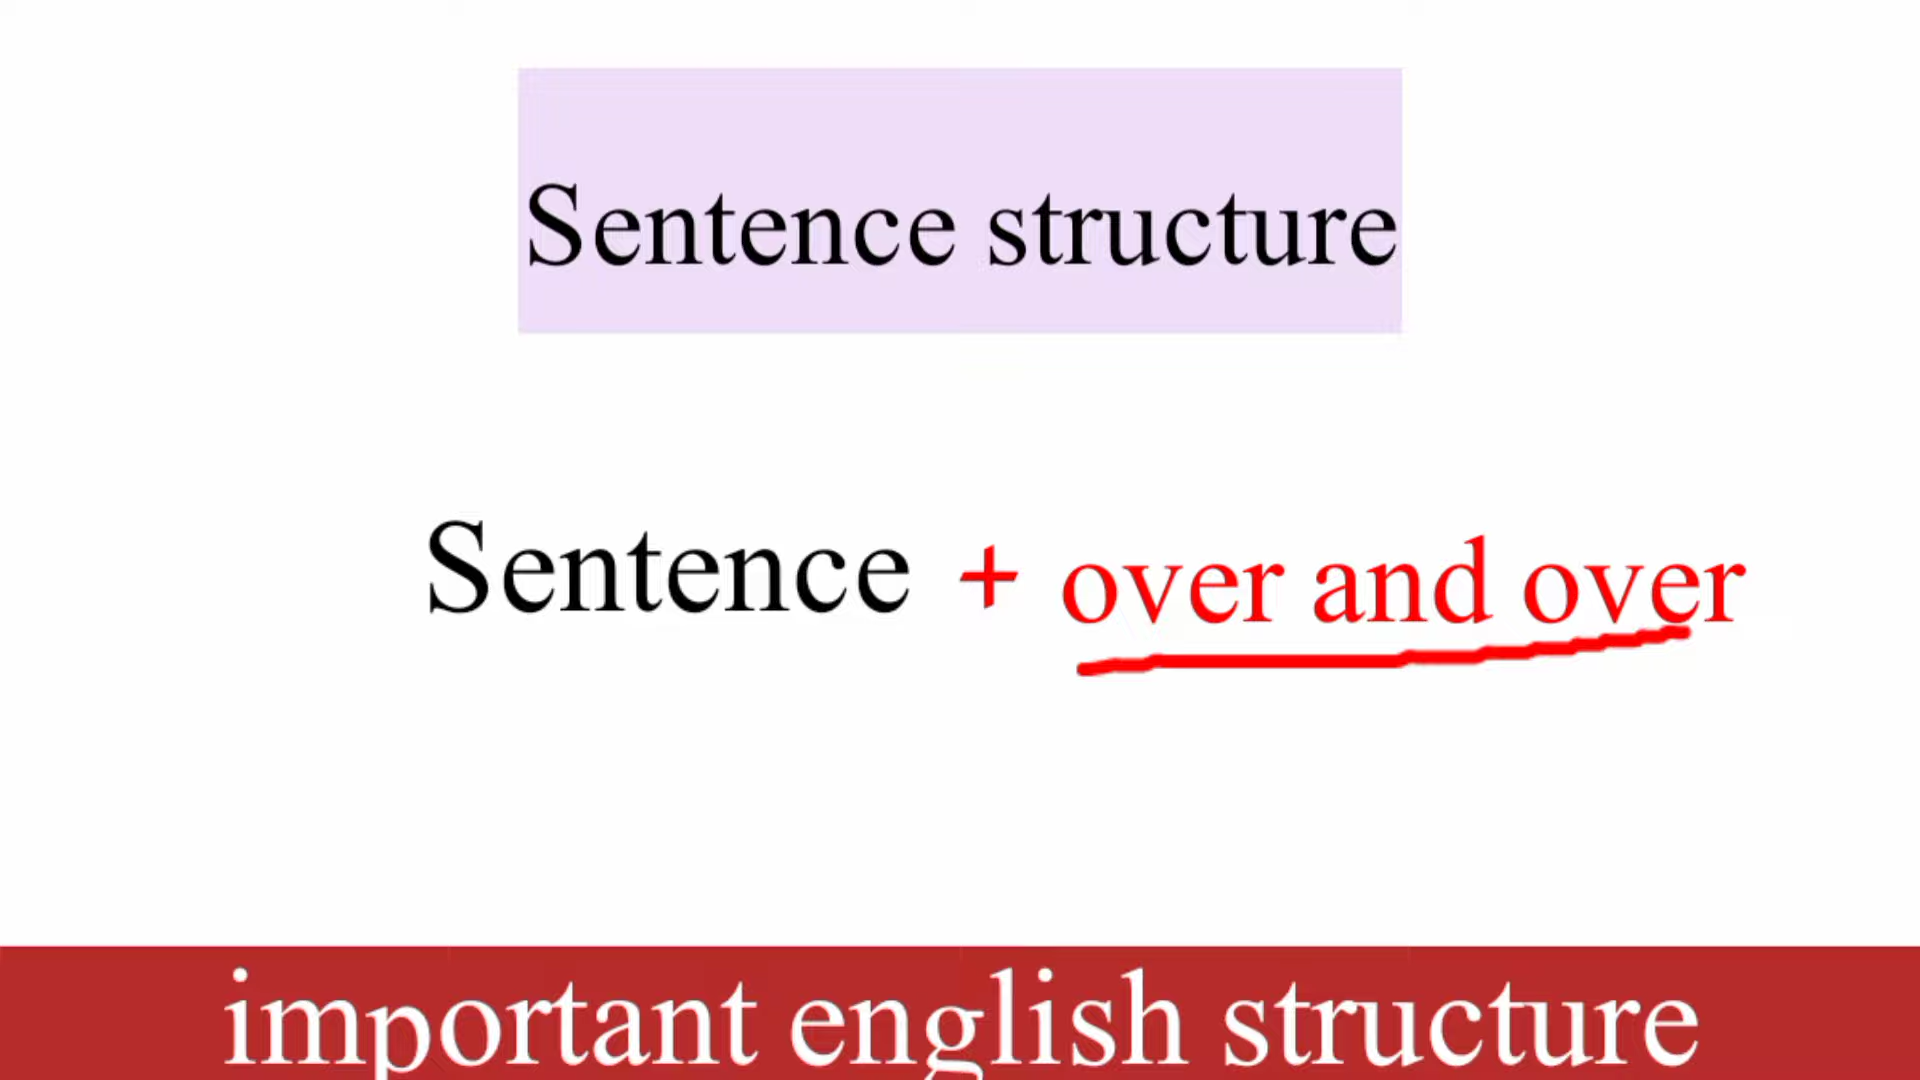 Sentence structure
Sentence + over and over
important english structure